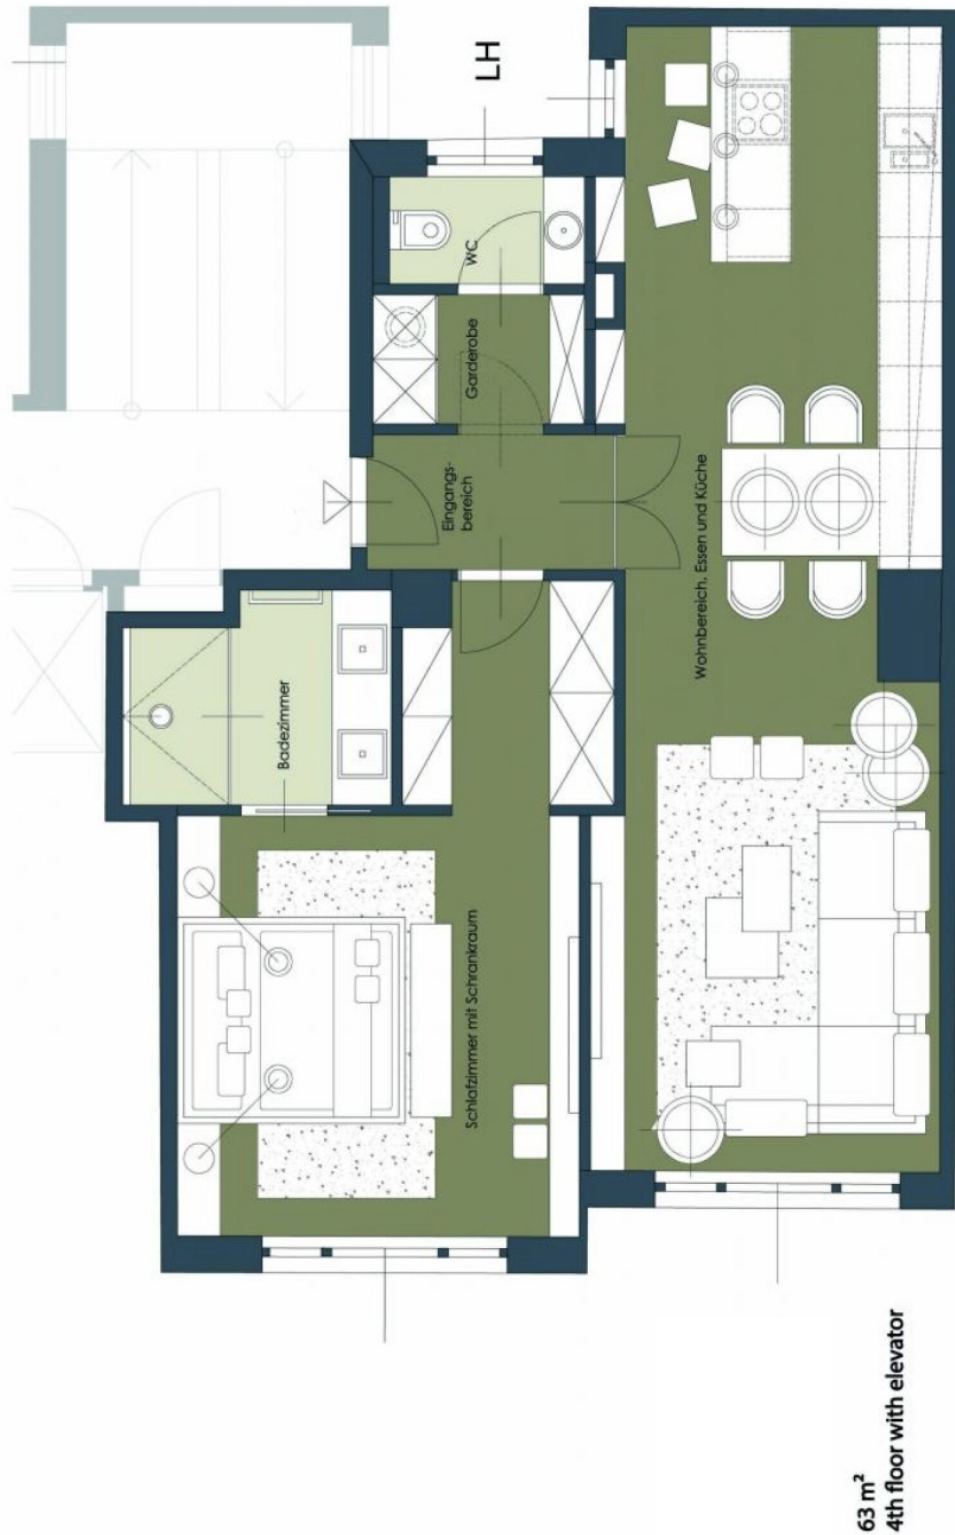 LH
WC
Garderobe
Eingangs-
bereich
Badezimmer
Wohnbereich, Essen und Küche
Schlafzimmer mit Schrankraum
63 m²
4th floor with elevator